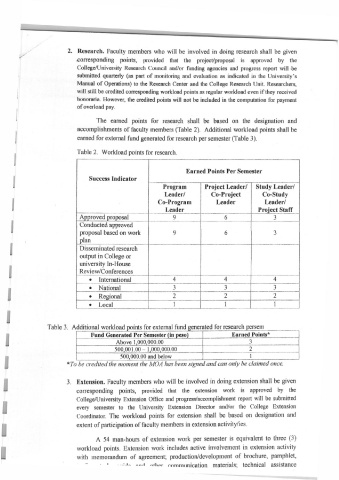 2. Research. Faculty members who will be involved in doing research shall be given
corresponding points, provided that the project/proposal is approved by the
College/University Research Council and/or funding agencies and progress report will be
submitted quarterly (as part of monitoring and evaluation as indicated in the University's
Manual of Operations) to the Research Center and the College Research Unit. Researchers,
will still be credited corresponding workload points as regular workload even if they received
honoraria. However, the credited points will not be included in the computation for payment
of overload pay.
The earned points for research shall be based on the designation and
accomplishments of faculty members (Table 2). Additional workload points shall be
earned for external fund generated for research per semester (Table 3).
Table 2. Workload points for research.
Success Indicator Earned Points Per Semester
Program Leader/ Co-Program Leader Project Leader/ Co-Project Leader Study Leader/ Co-Study Leader/ Project Staff
Approved proposal 9 6 3
Conducted approved proposal based on work plan 9 6 3
Disseminated research output in College or university In-House Review/Conferences
• International 4 4 4
• National 3 3 3
• Regional 2 2 2
• Local 1 1 1
Table 3. Additional workload points for external fund generated for research persem
Fund Generated Per Semester (in peso) Earned Points*
Above 1,000,000.00 3
500,001.00 – 1,000,000.00 2
500,000.00 and below 1
*To be credited the moment the MOA has been signed and can only be claimed once.
3. Extension. Faculty members who will be involved in doing extension shall be given
corresponding points, provided that the extension work is approved by the
College/University Extension Office and progress/accomplishment report will be submitted
every semester to the University Extension Director and/or the College Extension
Coordinator. The workload points for extension shall be based on designation and
extent of participation of faculty members in extension activity/ies.
A 54 man-hours of extension work per semester is equivalent to three (3)
workload points. Extension work includes active involvement in extension activity
with memorandum of agreement; production/development of brochure, pamphlet,
and other communication materials; technical assistance